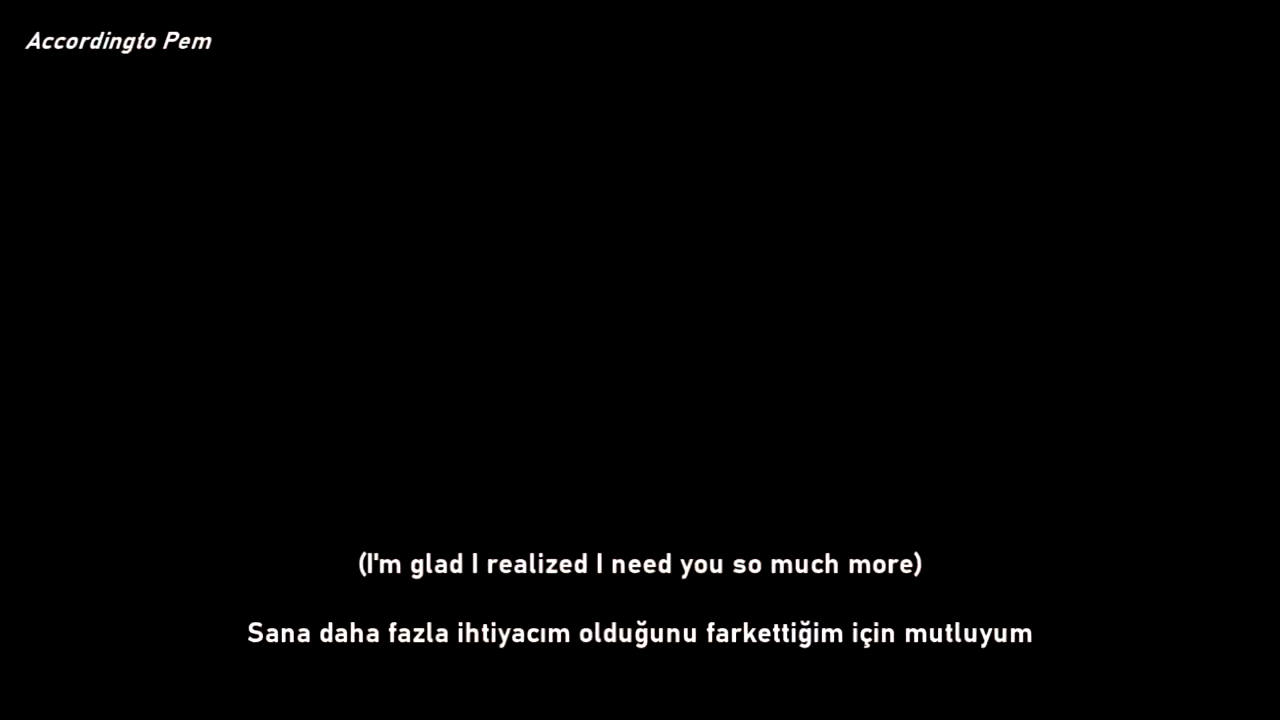 Accordingto Pem
(I'm glad I realized I need you so much more)
Sana daha fazla ihtiyacım olduğunu farkettiğim için mutluyum